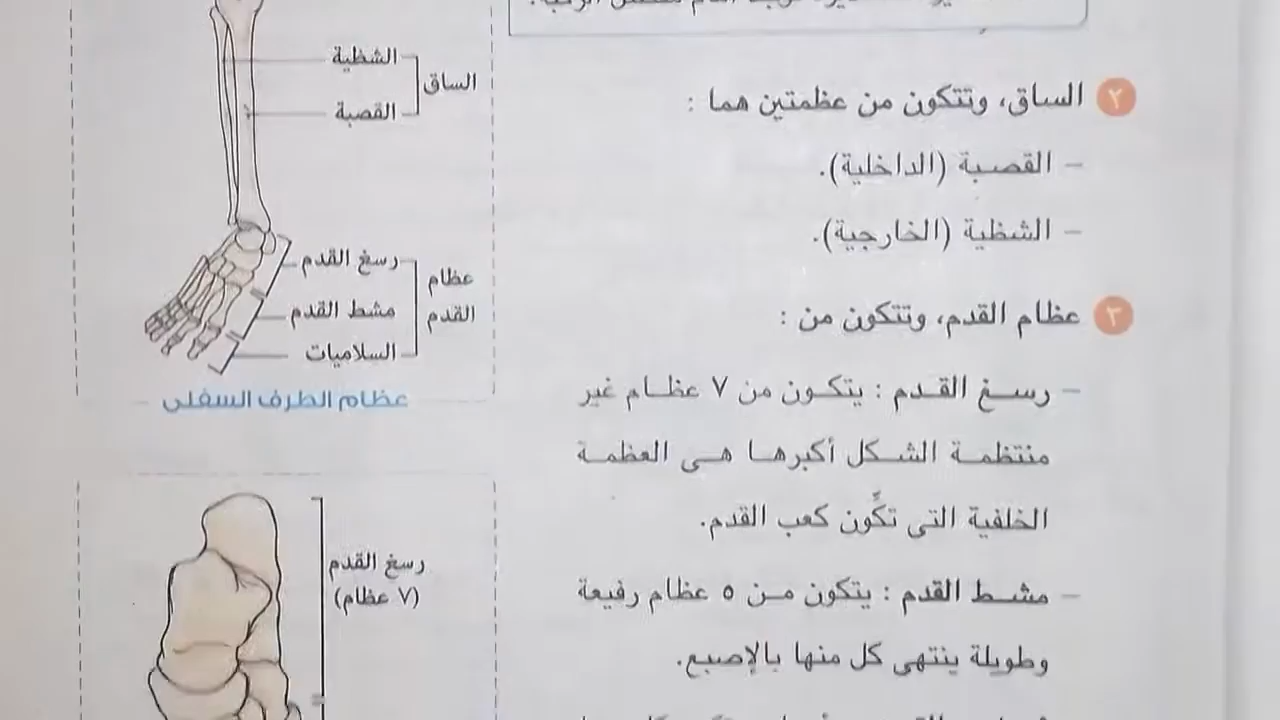 ٢ الساق، وتتكون من عظمتين هما :
- القصبة (الداخلية).
- الشظية (الخارجية).
٣ عظام القدم، وتتكون من :
- رسغ القدم : يتكون من ٧ عظام غير
منتظمة الشكل أكبرها هى العظمة
الخلفية التى تكِّون كعب القدم.
- مشط القدم : يتكون من ٥ عظام رفيعة
وطويلة ينتهى كل منها بالإصبع.
الشظية
الساق
القصبة
رسغ القدم
عظام
القدم
مشط القدم
السلاميات
عظام الطرف السفلى
رسغ القدم
(٧ عظام)